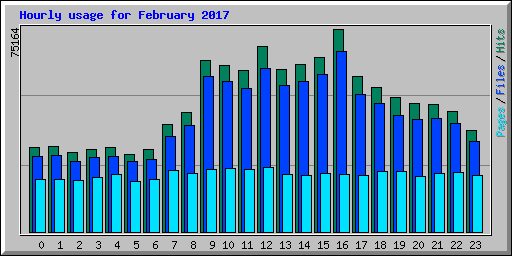 Hourly usage for February 2017
75164
Pages/Files/Hits
0 1 2 3 4 5 6 7 8 9 10 11 12 13 14 15 16 17 18 19 20 21 22 23